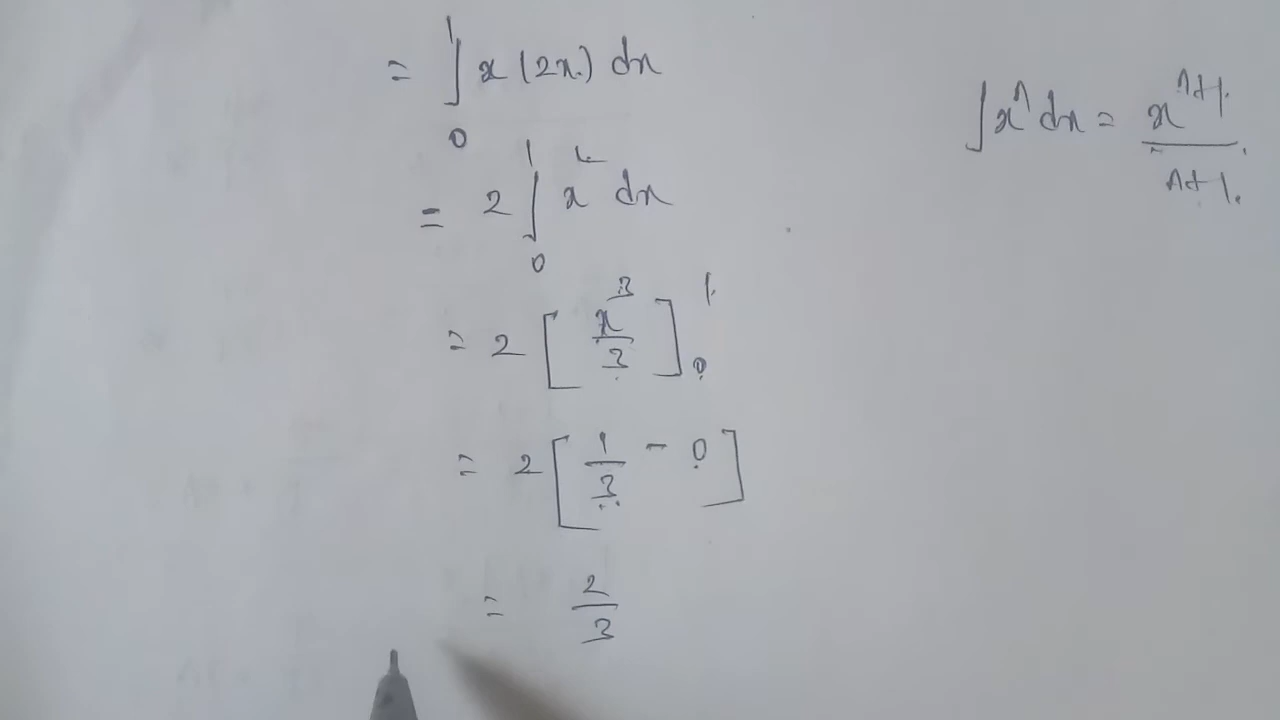 = ∫₀¹ x (2x) dx
∫xⁿ dx = xⁿ⁺¹ / n+1
= 2 ∫₀¹ x² dx
= 2 [ x³/3 ]₀¹
= 2 [ 1/3 - 0 ]
= 2/3